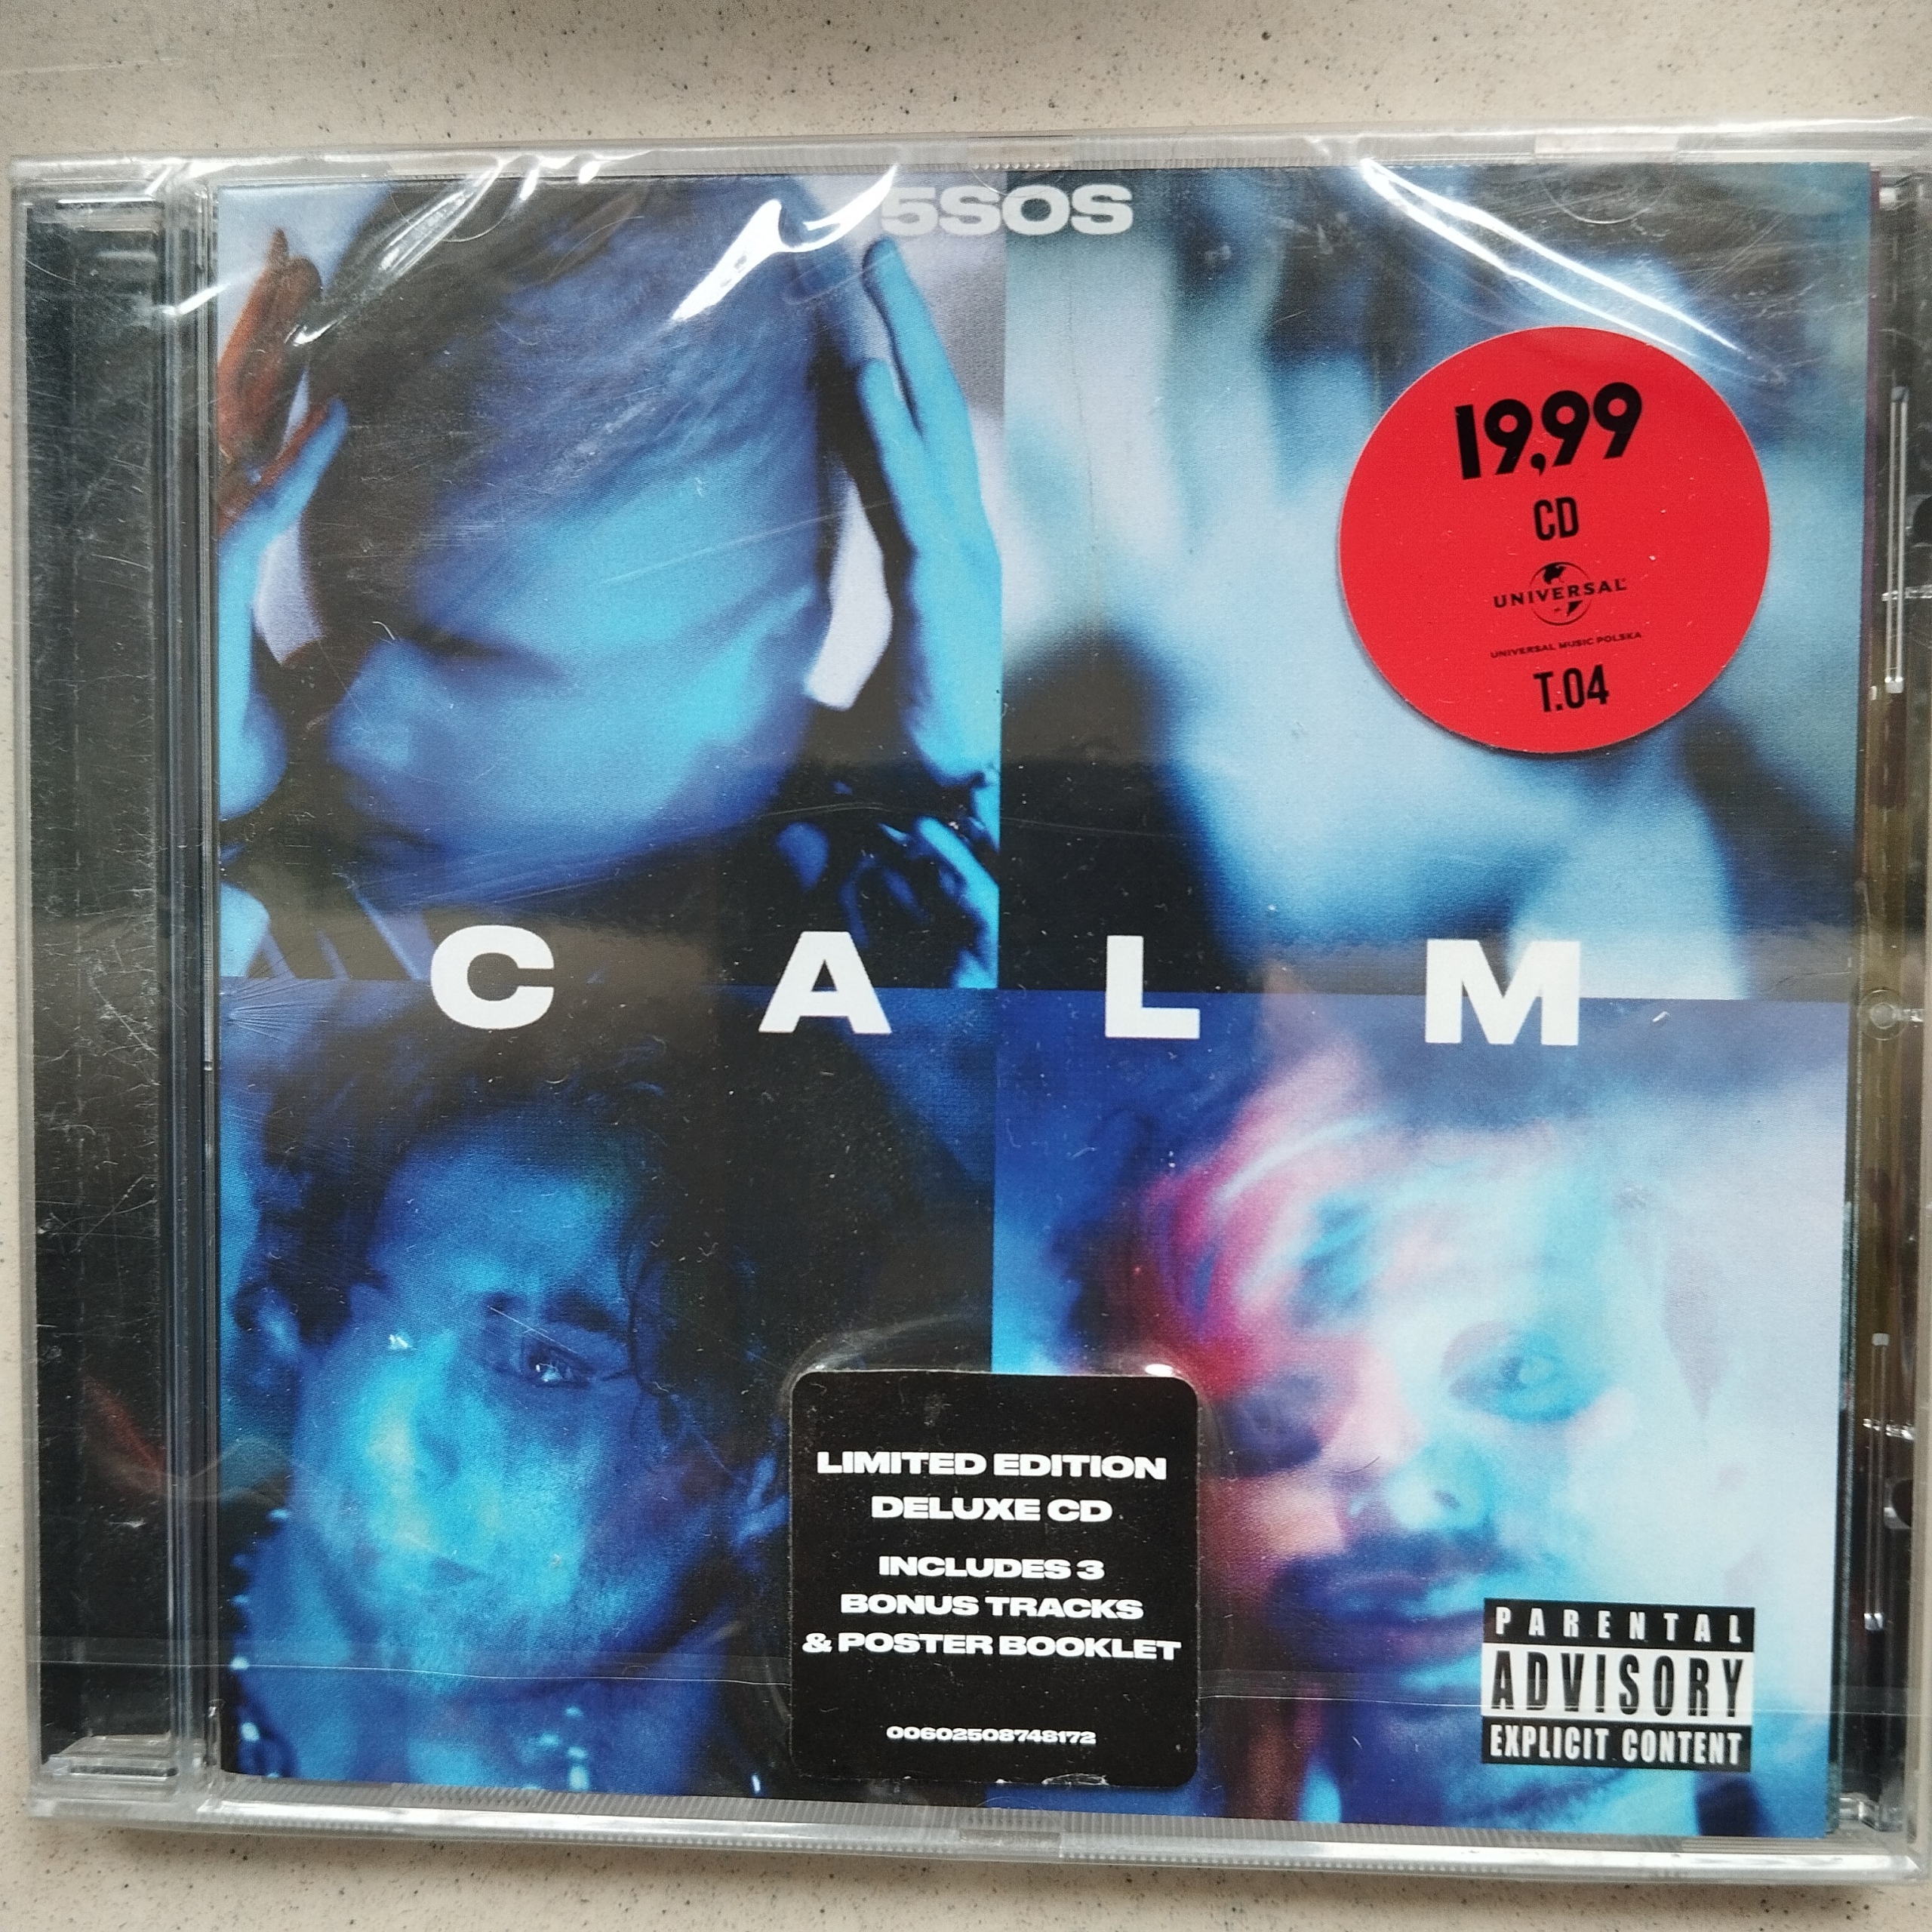 5SOS
19,99
CD
UNIVERSAL
UNIVERSAL MUSIC POLSKA
T.04
C A L M
LIMITED EDITION
DELUXE CD
INCLUDES 3
BONUS TRACKS
& POSTER BOOKLET
00602508748172
PARENTAL
ADVISORY
EXPLICIT CONTENT